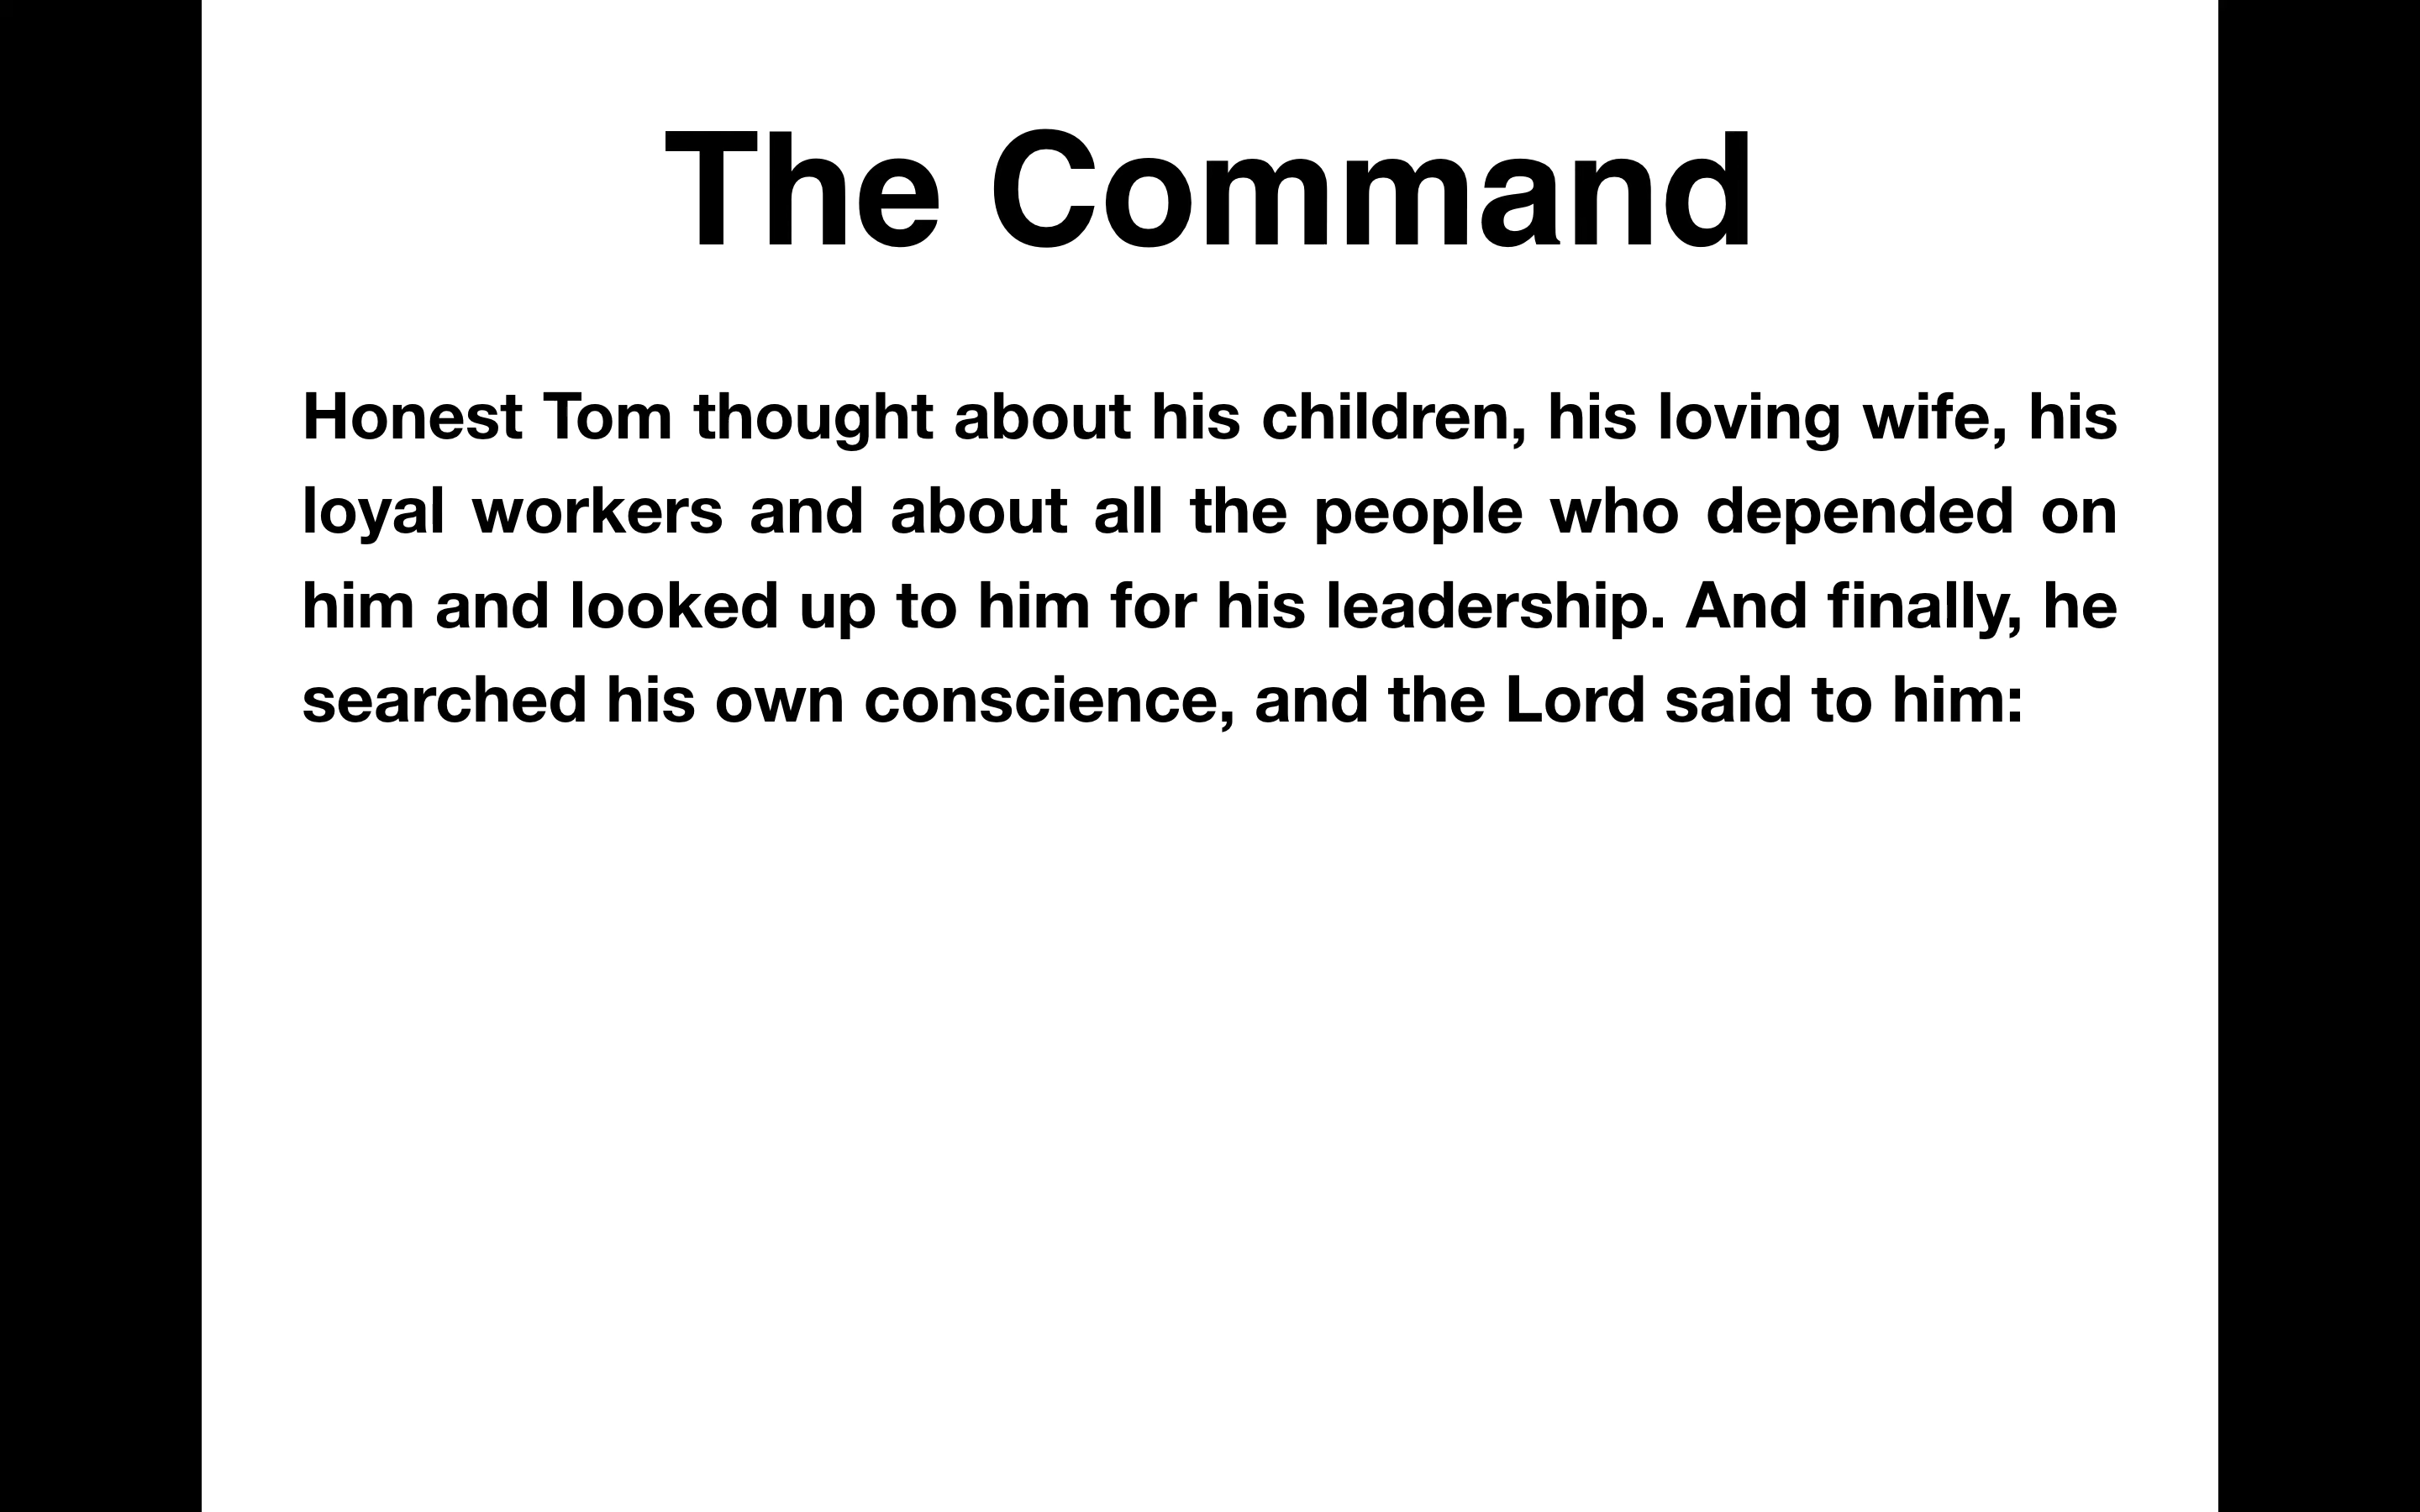 The Command
Honest Tom thought about his children, his loving wife, his
loyal workers and about all the people who depended on
him and looked up to him for his leadership. And finally, he
searched his own conscience, and the Lord said to him: